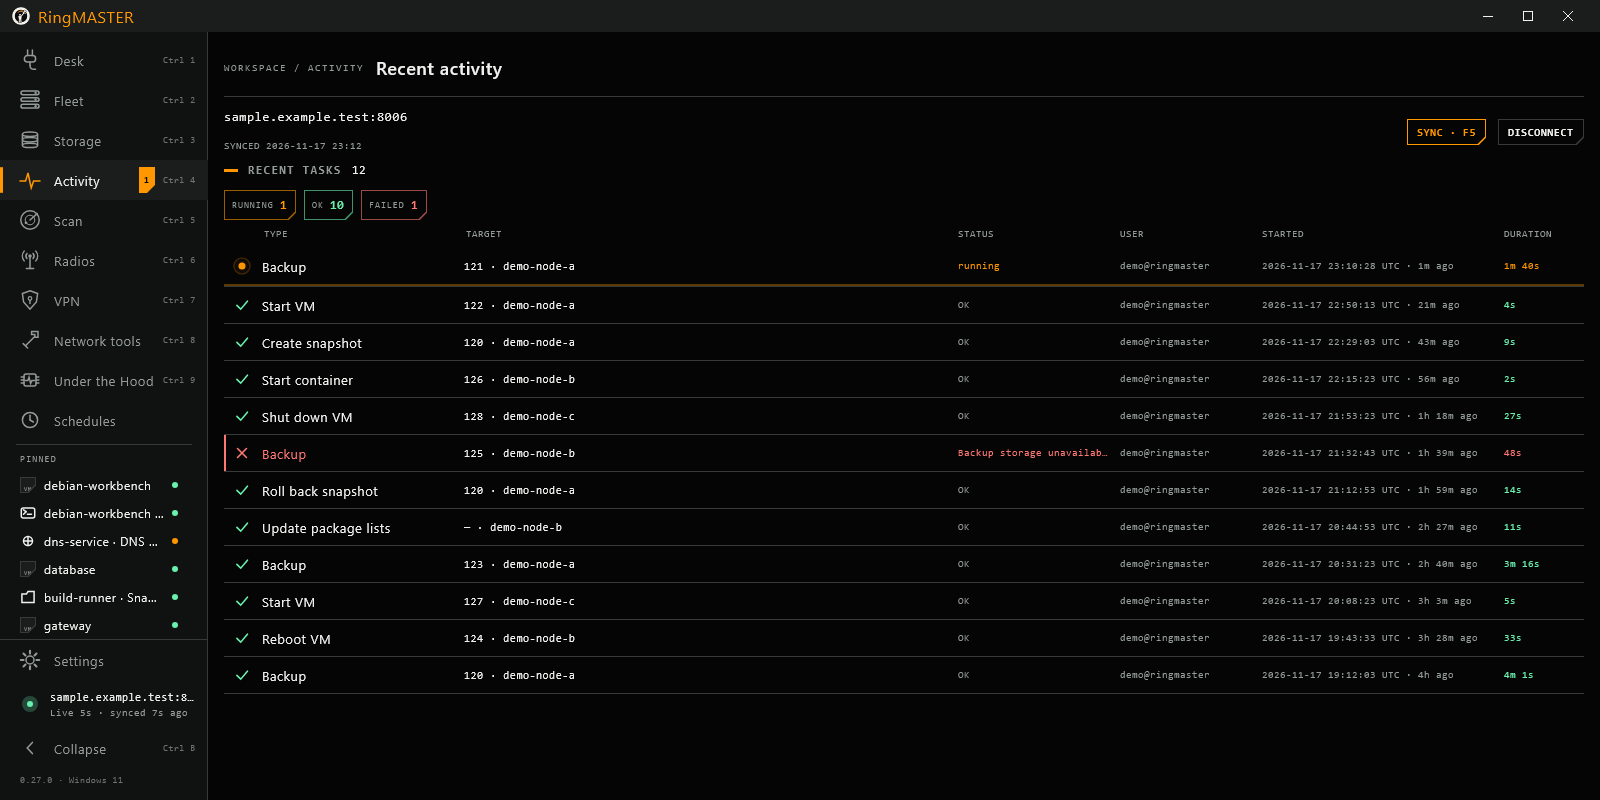 RingMASTER
Desk Ctrl 1
Fleet Ctrl 2
Storage Ctrl 3
Activity 1 Ctrl 4
Scan Ctrl 5
Radios Ctrl 6
VPN Ctrl 7
Network tools Ctrl 8
Under the Hood Ctrl 9
Schedules
PINNED
debian-workbench
debian-workbench ...
dns-service · DNS ...
database
build-runner · Sna...
gateway
Settings
sample.example.test:8…
Live 5s · synced 7s ago
Collapse Ctrl B
0.27.0 · Windows 11
WORKSPACE / ACTIVITY Recent activity
sample.example.test:8006
SYNCED 2026-11-17 23:12
SYNC · F5 DISCONNECT
RECENT TASKS 12
RUNNING 1 OK 10 FAILED 1
TYPE TARGET STATUS USER STARTED DURATION
Backup 121 · demo-node-a running demo@ringmaster 2026-11-17 23:10:28 UTC · 1m ago 1m 40s
Start VM 122 · demo-node-a OK demo@ringmaster 2026-11-17 22:50:13 UTC · 21m ago 4s
Create snapshot 120 · demo-node-a OK demo@ringmaster 2026-11-17 22:29:03 UTC · 43m ago 9s
Start container 126 · demo-node-b OK demo@ringmaster 2026-11-17 22:15:23 UTC · 56m ago 2s
Shut down VM 128 · demo-node-c OK demo@ringmaster 2026-11-17 21:53:23 UTC · 1h 18m ago 27s
Backup 125 · demo-node-b Backup storage unavailab… demo@ringmaster 2026-11-17 21:32:43 UTC · 1h 39m ago 48s
Roll back snapshot 120 · demo-node-a OK demo@ringmaster 2026-11-17 21:12:53 UTC · 1h 59m ago 14s
Update package lists — · demo-node-b OK demo@ringmaster 2026-11-17 20:44:53 UTC · 2h 27m ago 11s
Backup 123 · demo-node-a OK demo@ringmaster 2026-11-17 20:31:23 UTC · 2h 40m ago 3m 16s
Start VM 127 · demo-node-c OK demo@ringmaster 2026-11-17 20:08:23 UTC · 3h 3m ago 5s
Reboot VM 124 · demo-node-b OK demo@ringmaster 2026-11-17 19:43:33 UTC · 3h 28m ago 33s
Backup 120 · demo-node-a OK demo@ringmaster 2026-11-17 19:12:03 UTC · 4h ago 4m 1s